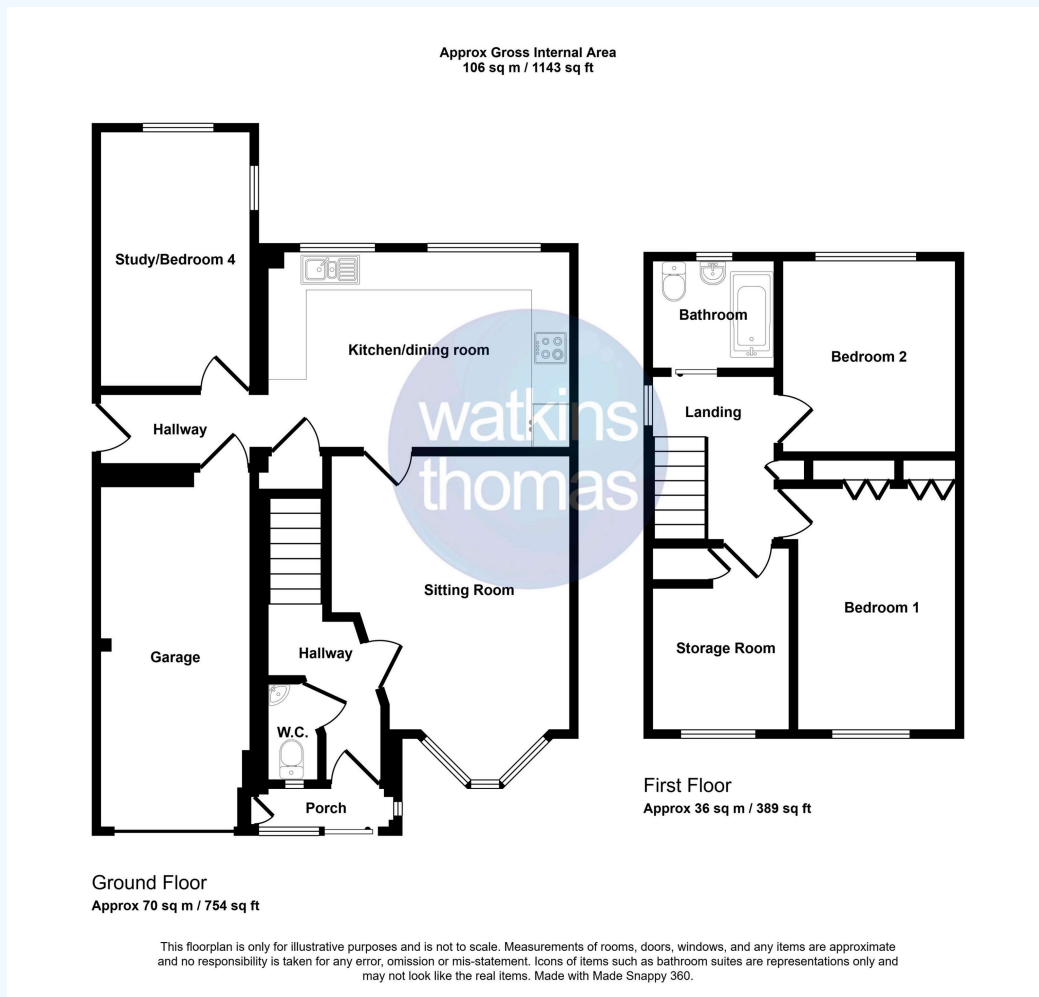 Approx Gross Internal Area
106 sq m / 1143 sq ft
Study/Bedroom 4
Kitchen/dining room
Hallway
Garage
Sitting Room
Hallway
W.C.
Porch
watkins
thomas
Bathroom
Bedroom 2
Landing
Bedroom 1
Storage Room
First Floor
Approx 36 sq m / 389 sq ft
Ground Floor
Approx 70 sq m / 754 sq ft
This floorplan is only for illustrative purposes and is not to scale. Measurements of rooms, doors, windows, and any items are approximate
and no responsibility is taken for any error, omission or mis-statement. Icons of items such as bathroom suites are representations only and
may not look like the real items. Made with Made Snappy 360.